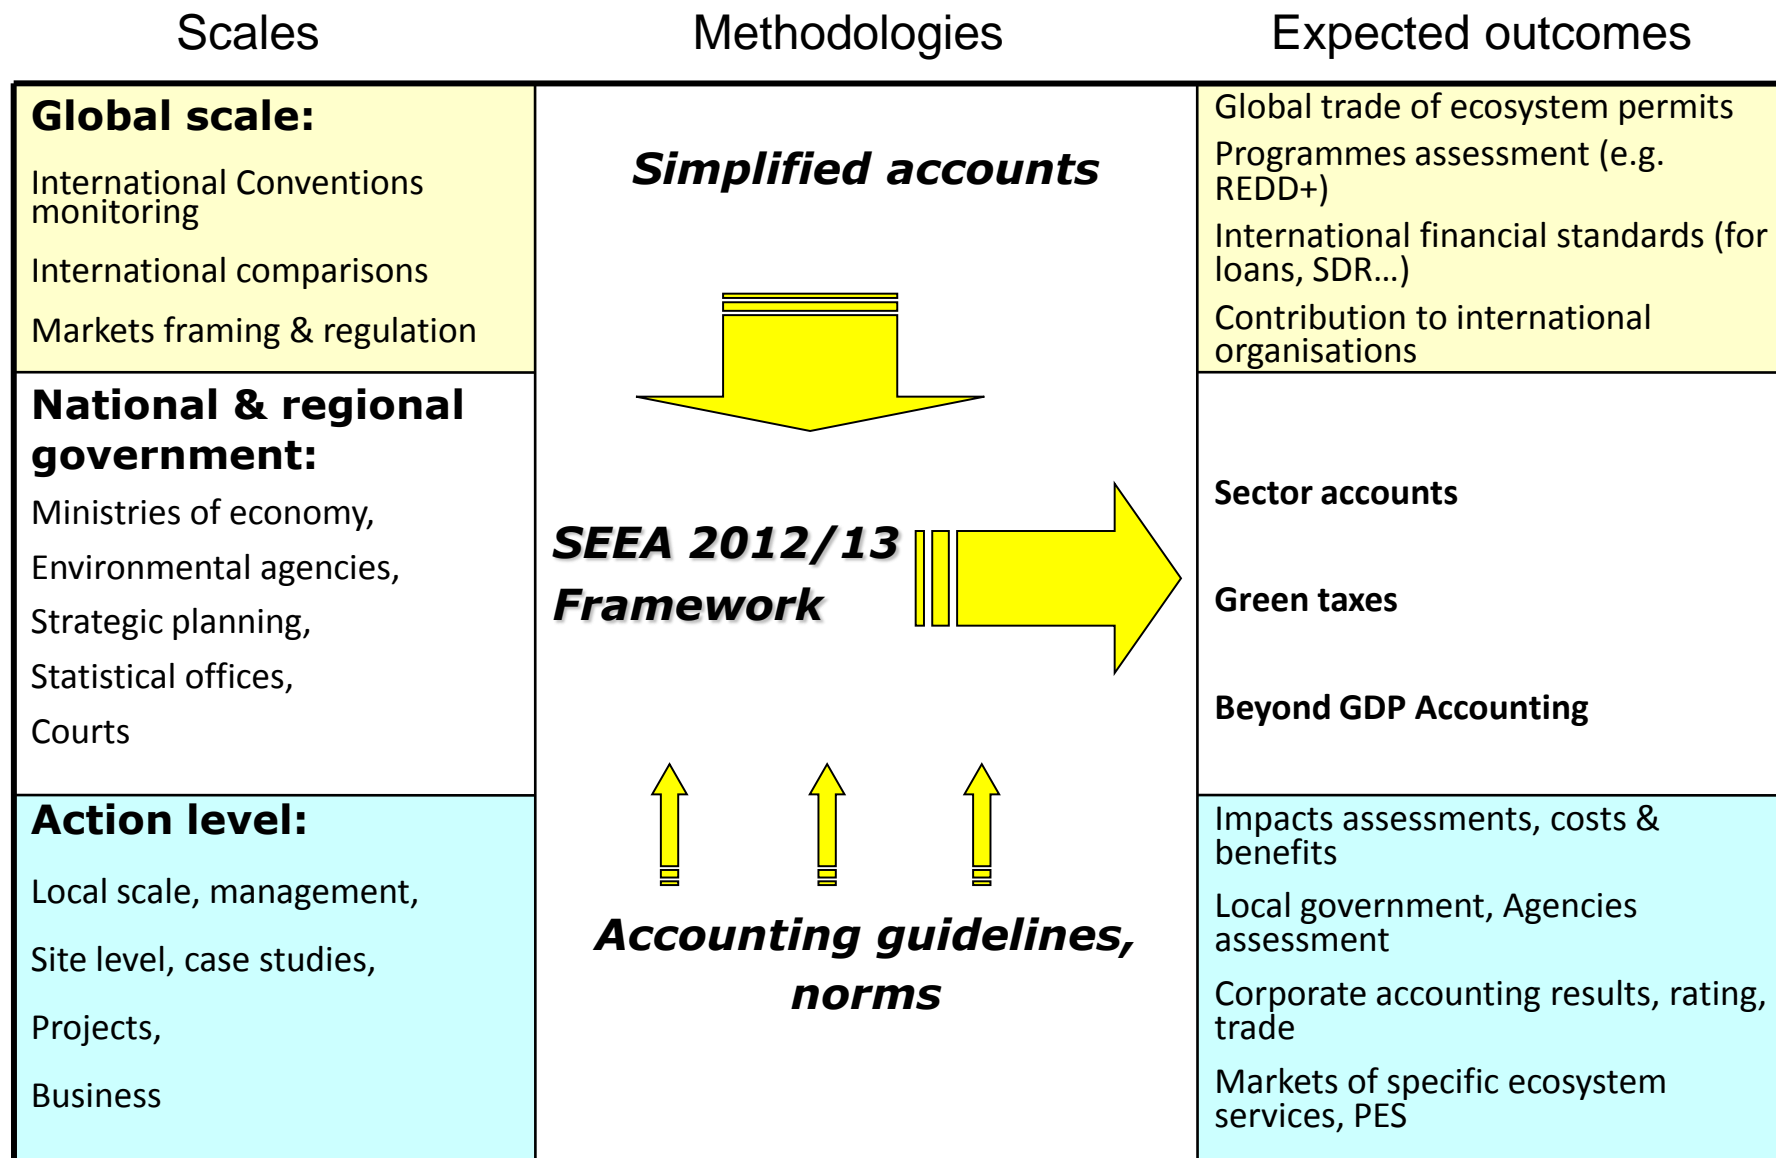 Scales
Methodologies
Expected outcomes
Global scale:
International Conventions
monitoring
International comparisons
Markets framing & regulation
Simplified accounts
Global trade of ecosystem permits
Programmes assessment (e.g.
REDD+)
International financial standards (for
loans, SDR...)
Contribution to international
organisations
National & regional
government:
Ministries of economy,
Environmental agencies,
Strategic planning,
Statistical offices,
Courts
SEEA 2012/13
Framework
Sector accounts
Green taxes
Beyond GDP Accounting
Action level:
Local scale, management,
Site level, case studies,
Projects,
Business
Accounting guidelines,
norms
Impacts assessments, costs &
benefits
Local government, Agencies
assessment
Corporate accounting results, rating,
trade
Markets of specific ecosystem
services, PES